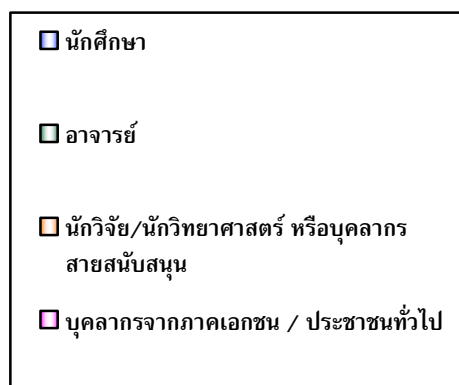 นักศึกษา
อาจารย์
นักวิจัย/นักวิทยาศาสตร์ หรือบุคลากร
สายสนับสนุน
บุคลากรจากภาคเอกชน / ประชาชนทั่วไป